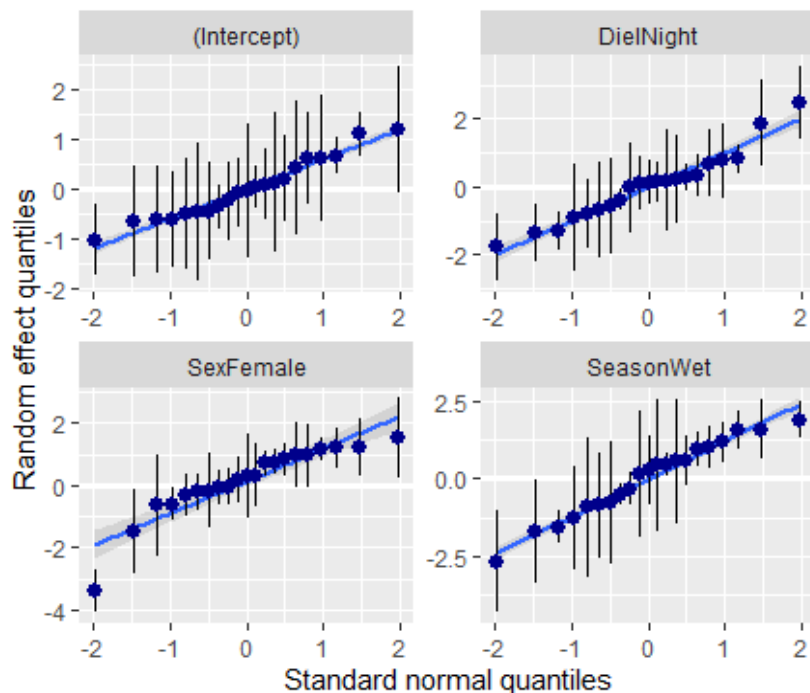 (Intercept)
DielNight
2
1
0
-1
-2
2
0
-2
-2 -1 0 1 2
-2 -1 0 1 2
SexFemale
SeasonWet
2
0
-2
-4
2.5
0.0
-2.5
-2 -1 0 1 2
-2 -1 0 1 2
Random effect quantiles
Standard normal quantiles